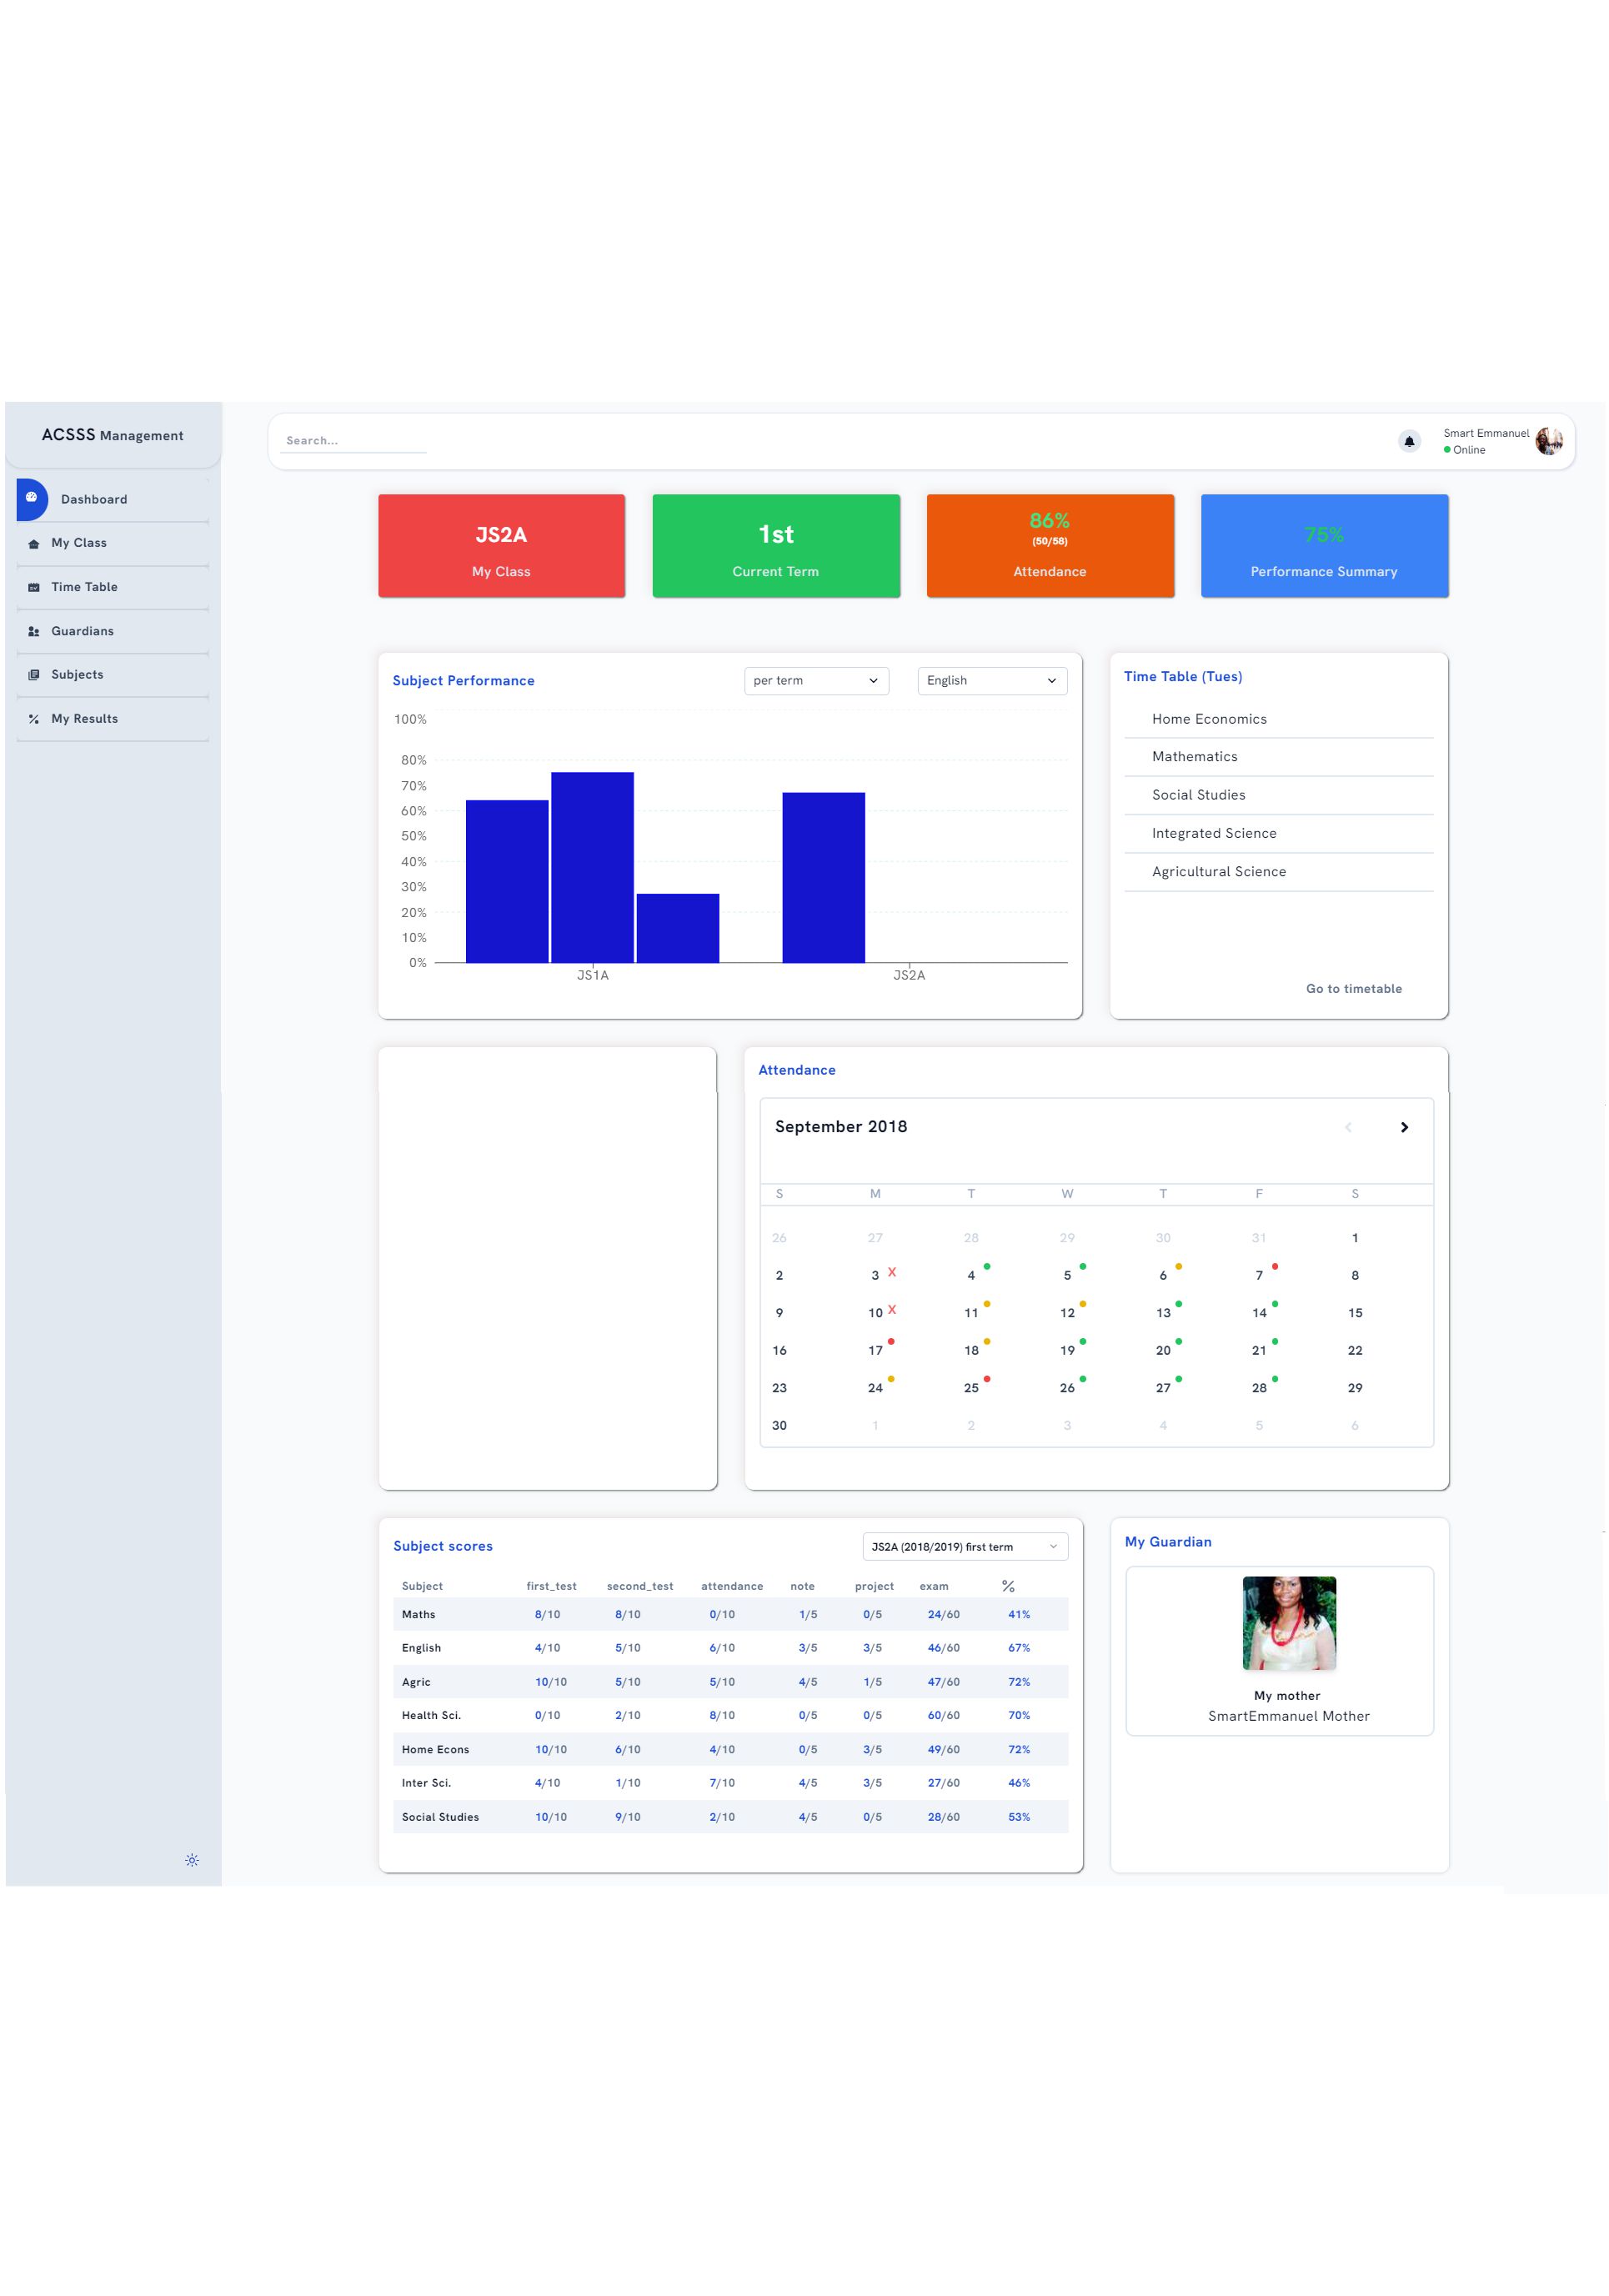 ACSSS Management
Dashboard
My Class
Time Table
Guardians
Subjects
My Results
Search...
Smart Emmanuel
Online
JS2A
My Class
1st
Current Term
86%
(50/58)
Attendance
75%
Performance Summary
Subject Performance
per term
English
100%
80%
70%
60%
50%
40%
30%
20%
10%
0%
JS1A JS2A
Time Table (Tues)
Home Economics
Mathematics
Social Studies
Integrated Science
Agricultural Science
Go to timetable
Attendance
September 2018
S M T W T F S
26 27 28 29 30 31 1
2 3 X 4 5 6 7 8
9 10 X 11 12 13 14 15
16 17 18 19 20 21 22
23 24 25 26 27 28 29
30 1 2 3 4 5 6
Subject scores
JS2A (2018/2019) first term
Subject first_test second_test attendance note project exam %
Maths 8/10 8/10 0/10 1/5 0/5 24/60 41%
English 4/10 5/10 6/10 3/5 3/5 46/60 67%
Agric 10/10 5/10 5/10 4/5 1/5 47/60 72%
Health Sci. 0/10 2/10 8/10 0/5 0/5 60/60 70%
Home Econs 10/10 6/10 4/10 0/5 3/5 49/60 72%
Inter Sci. 4/10 1/10 7/10 4/5 3/5 27/60 46%
Social Studies 10/10 9/10 2/10 4/5 0/5 28/60 53%
My Guardian
My mother
SmartEmmanuel Mother